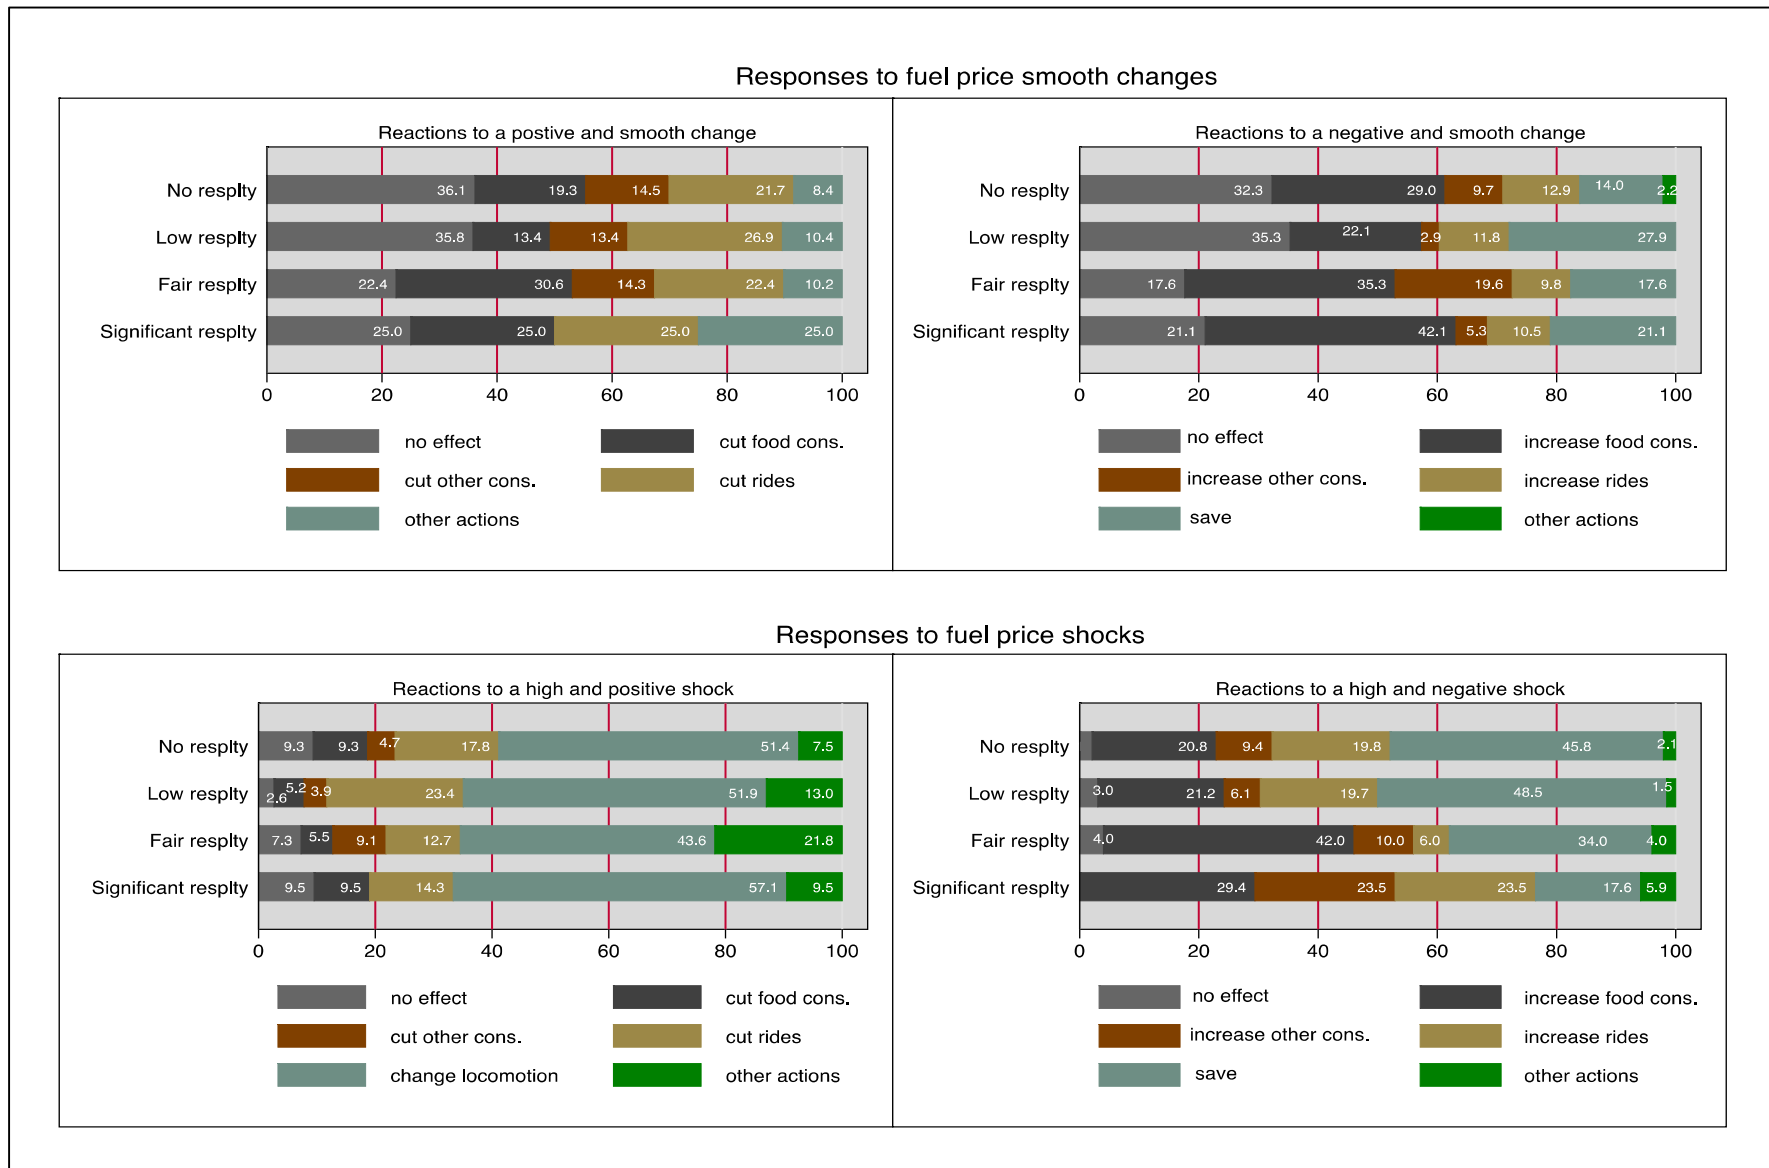 Responses to fuel price smooth changes
Reactions to a postive and smooth change
No resplty 36.1 19.3 14.5 21.7 8.4
Low resplty 35.8 13.4 13.4 26.9 10.4
Fair resplty 22.4 30.6 14.3 22.4 10.2
Significant resplty 25.0 25.0 25.0 25.0
0 20 40 60 80 100
no effect cut food cons.
cut other cons. cut rides
other actions
Reactions to a negative and smooth change
No resplty 32.3 29.0 9.7 12.9 14.0 2.2
Low resplty 35.3 22.1 2.9 11.8 27.9
Fair resplty 17.6 35.3 19.6 9.8 17.6
Significant resplty 21.1 42.1 5.3 10.5 21.1
0 20 40 60 80 100
no effect increase food cons.
increase other cons. increase rides
save other actions
Responses to fuel price shocks
Reactions to a high and positive shock
No resplty 9.3 9.3 4.7 17.8 51.4 7.5
Low resplty 2.6 5.2 3.9 23.4 51.9 13.0
Fair resplty 7.3 5.5 9.1 12.7 43.6 21.8
Significant resplty 9.5 9.5 14.3 57.1 9.5
0 20 40 60 80 100
no effect cut food cons.
cut other cons. cut rides
change locomotion other actions
Reactions to a high and negative shock
No resplty 20.8 9.4 19.8 45.8 2.1
Low resplty 3.0 21.2 6.1 19.7 48.5 1.5
Fair resplty 4.0 42.0 10.0 6.0 34.0 4.0
Significant resplty 29.4 23.5 23.5 17.6 5.9
0 20 40 60 80 100
no effect increase food cons.
increase other cons. increase rides
save other actions